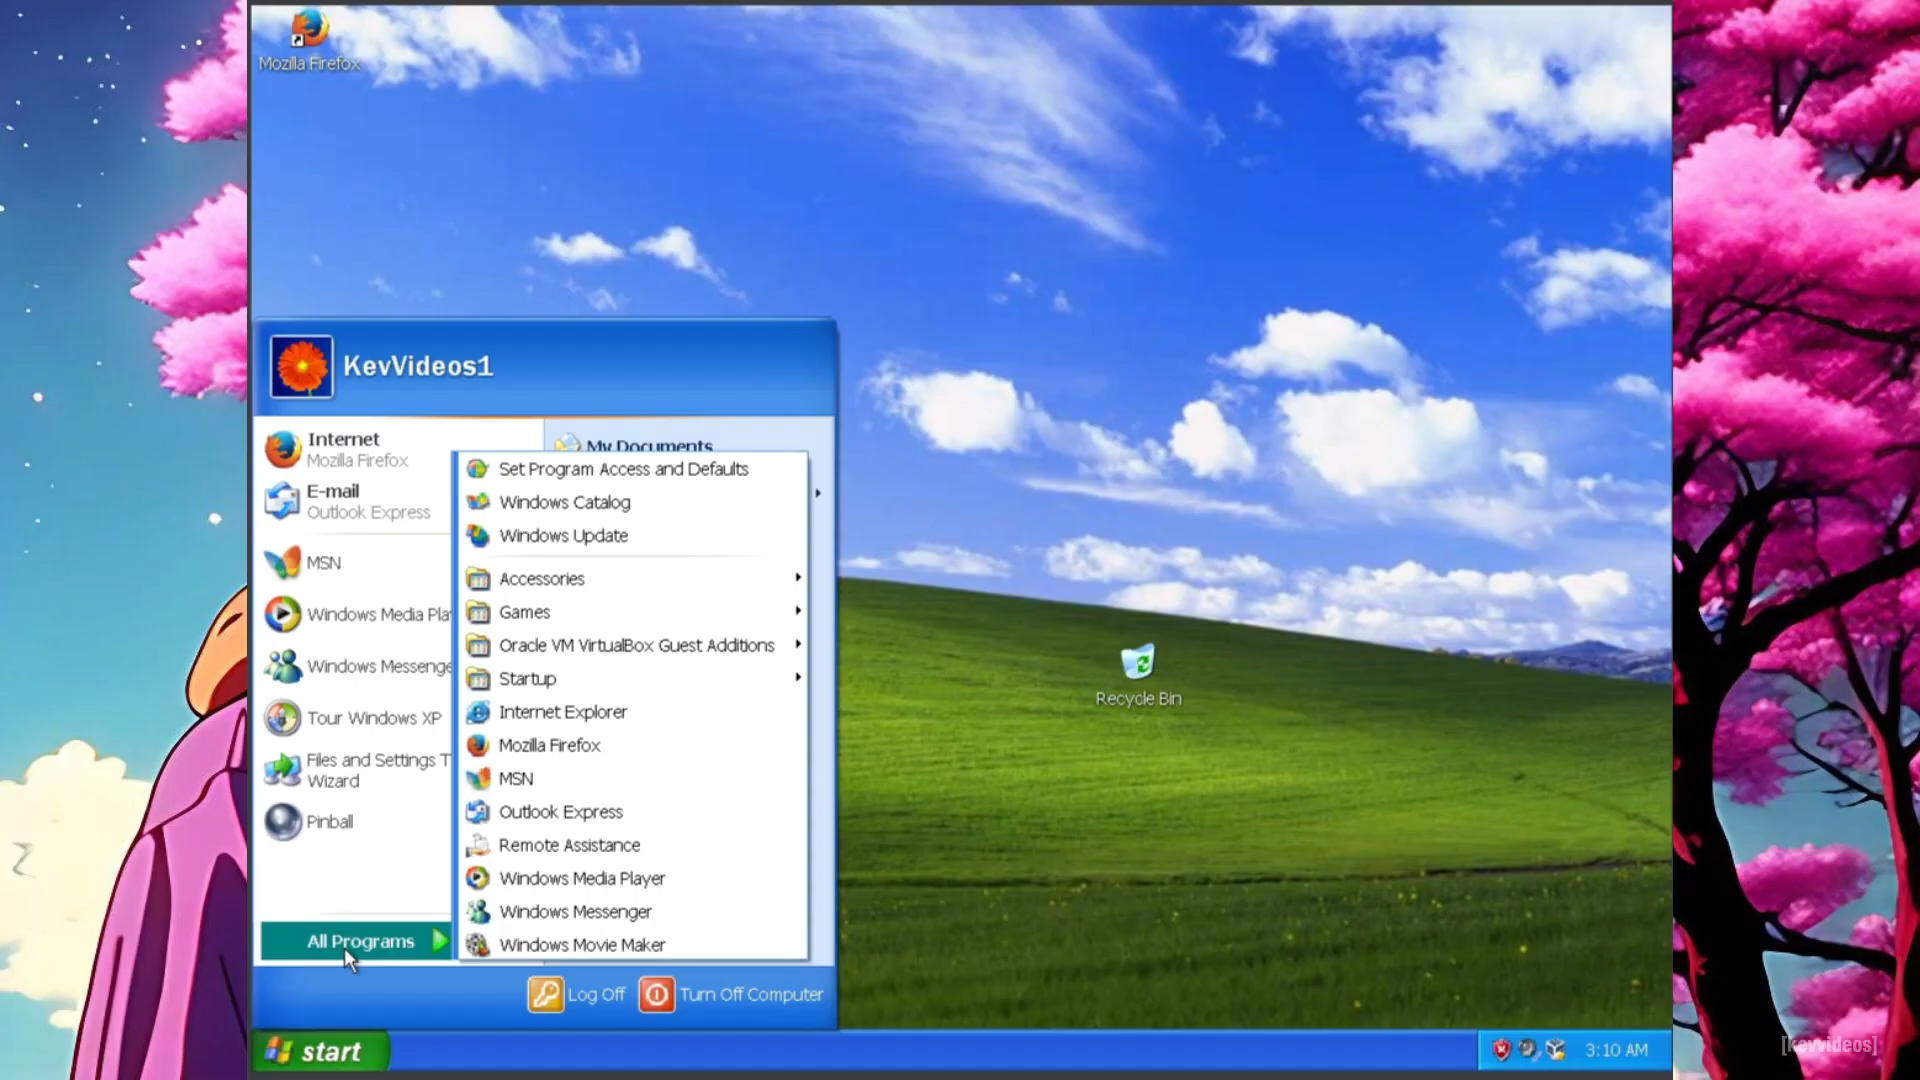 Mozilla Firefox
KevVideos1
Internet
Mozilla Firefox
E-mail
Outlook Express
MSN
Windows Media Pla
Windows Messenge
Tour Windows XP
Files and Settings T
Wizard
Pinball
All Programs
My Documents
Set Program Access and Defaults
Windows Catalog
Windows Update
Accessories
Games
Oracle VM VirtualBox Guest Additions
Startup
Internet Explorer
Mozilla Firefox
MSN
Outlook Express
Remote Assistance
Windows Media Player
Windows Messenger
Windows Movie Maker
Log Off
Turn Off Computer
Recycle Bin
start
3:10 AM
[kevvideos]